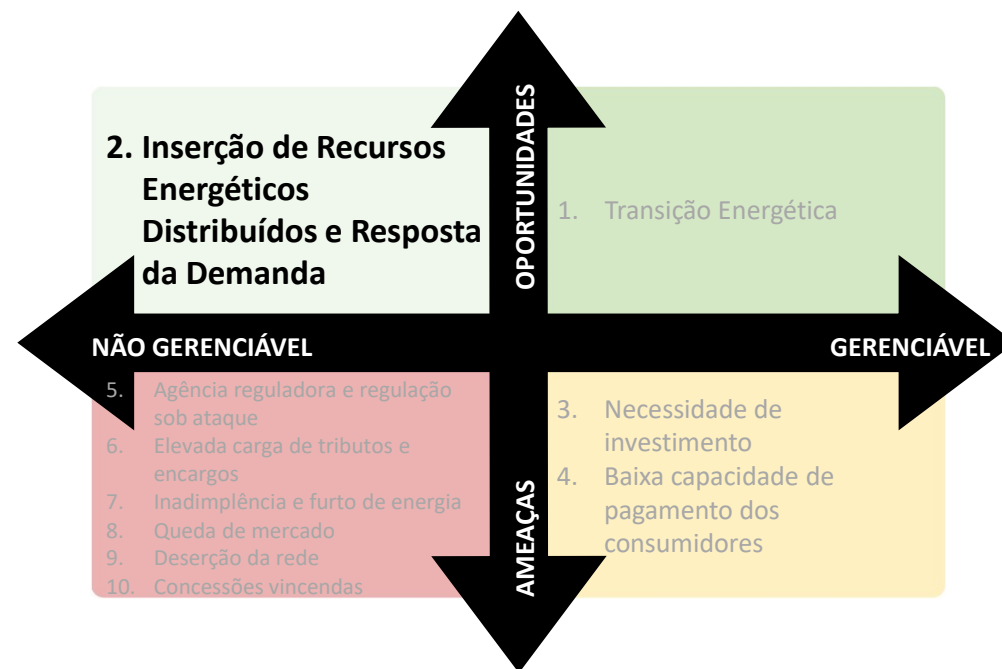 OPORTUNIDADES
2. Inserção de Recursos
Energéticos
Distribuídos e Resposta
da Demanda
1. Transição Energética
NÃO GERENCIÁVEL
GERENCIÁVEL
5. Agência reguladora e regulação
sob ataque
6. Elevada carga de tributos e
encargos
7. Inadimplência e furto de energia
8. Queda de mercado
9. Deserção da rede
10. Concessões vincendas
AMEAÇAS
3. Necessidade de
investimento
4. Baixa capacidade de
pagamento dos
consumidores